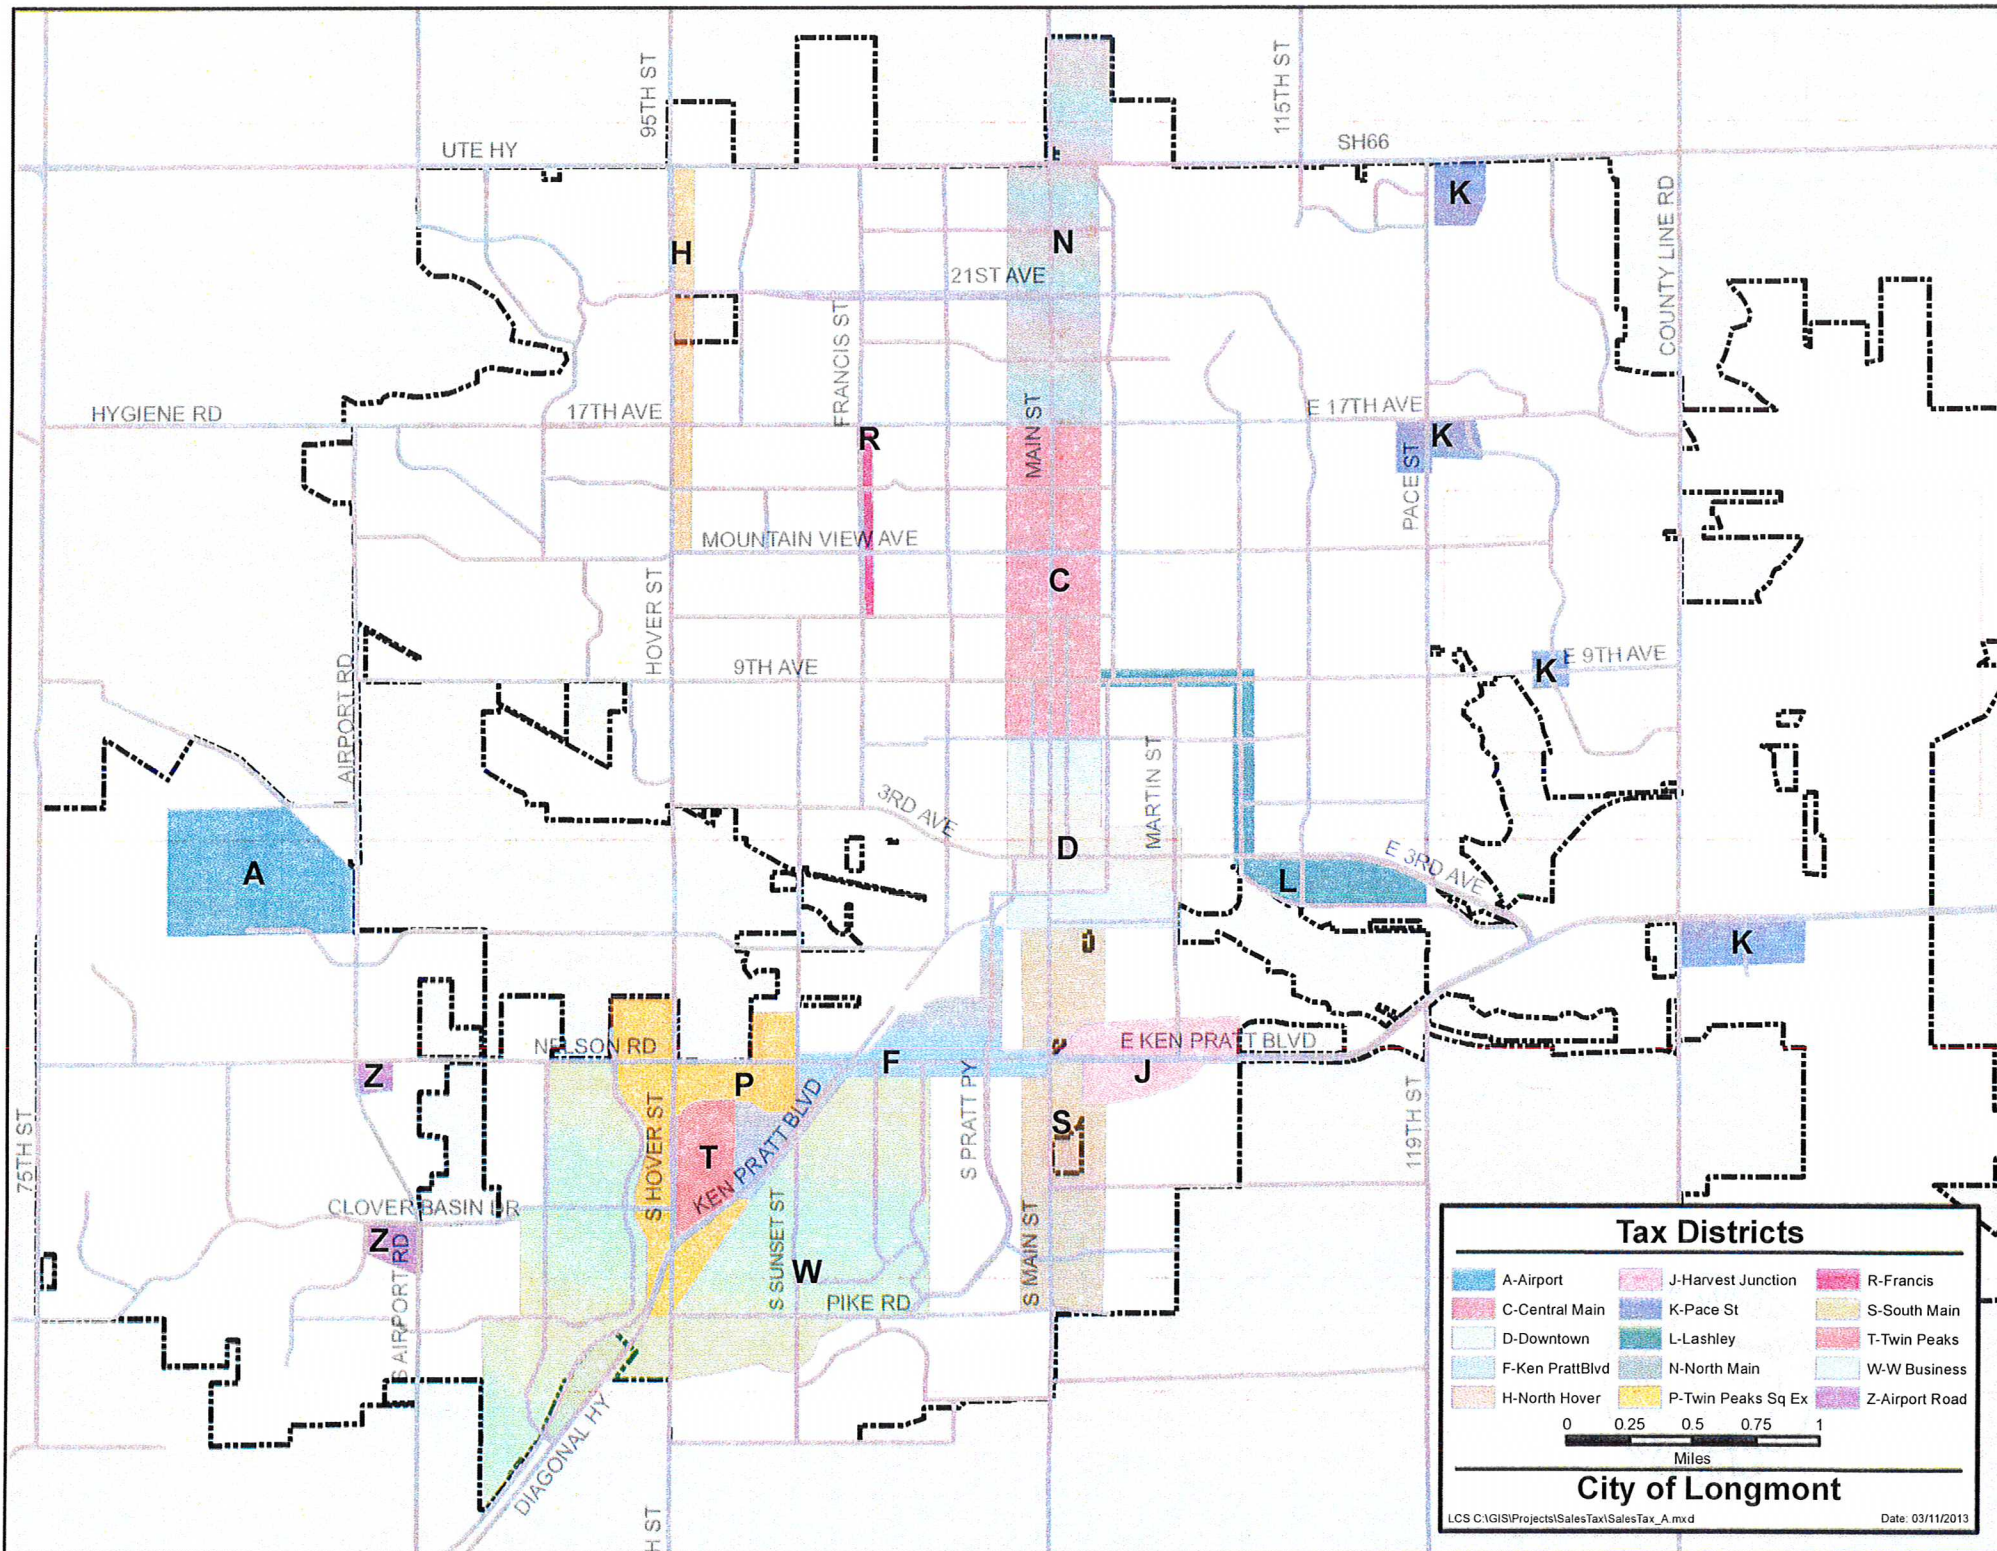 95TH ST
115TH ST
UTE HY
SH66
K
COUNTY LINE RD
H
N
21ST AVE
FRANCIS ST
HYGIENE RD
17TH AVE
MAIN ST
E 17TH AVE
R
K
PACE ST
MOUNTAIN VIEW AVE
C
HOVER ST
9TH AVE
E 9TH AVE
K
AIRPORT RD
MARTIN ST
3RD AVE
D
E 3RD AVE
A
L
K
NELSON RD
E KEN PRATT BLVD
F
J
Z
P
S PRATT PY
S
75TH ST
S HOVER ST
T
KEN PRATT BLVD
119TH ST
CLOVER BASIN DR
Z
S AIRPORT RD
S SUNSET ST
W
S MAIN ST
PIKE RD
DIAGONAL HY
H ST
Tax Districts
A-Airport
C-Central Main
D-Downtown
F-Ken PrattBlvd
H-North Hover
J-Harvest Junction
K-Pace St
L-Lashley
N-North Main
P-Twin Peaks Sq Ex
R-Francis
S-South Main
T-Twin Peaks
W-W Business
Z-Airport Road
0 0.25 0.5 0.75 1
Miles
City of Longmont
LCS C:\GIS\Projects\SalesTax\SalesTax_A.mxd
Date: 03/11/2013